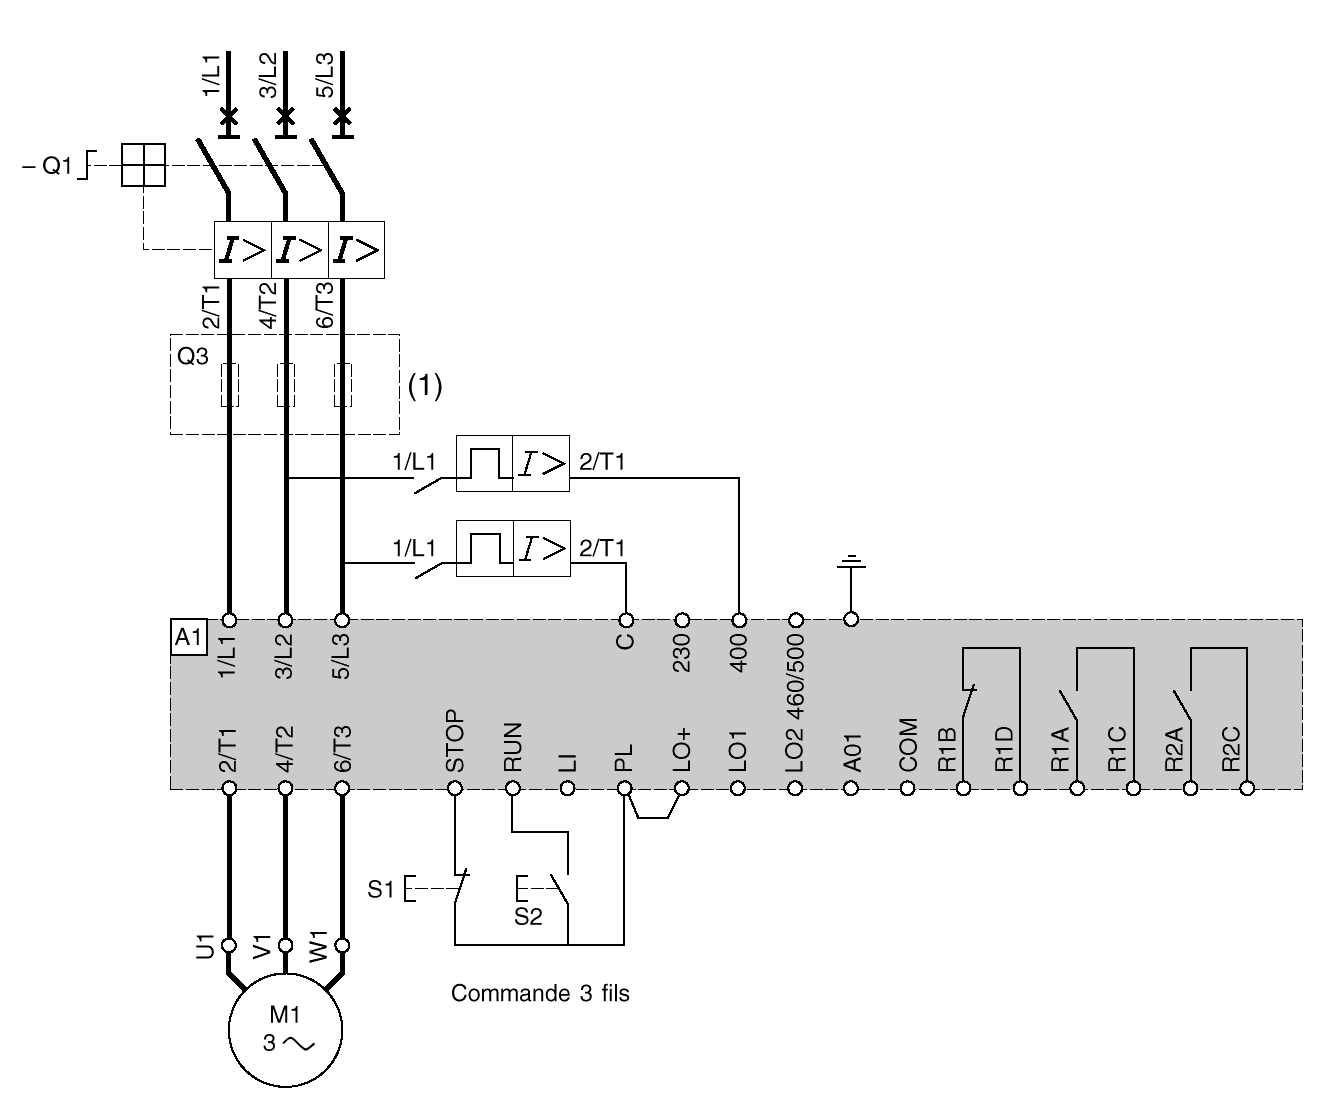 1/L1 3/L2 5/L3
– Q1
I > I > I >
2/T1 4/T2 6/T3
Q3
(1)
1/L1 I > 2/T1
1/L1 I > 2/T1
A1
1/L1 3/L2 5/L3 C 230 400 460/500
2/T1 4/T2 6/T3 STOP RUN LI PL LO+ LO1 LO2 A01 COM R1B R1D R1A R1C R2A R2C
S1
S2
U1 V1 W1
Commande 3 fils
M1
3